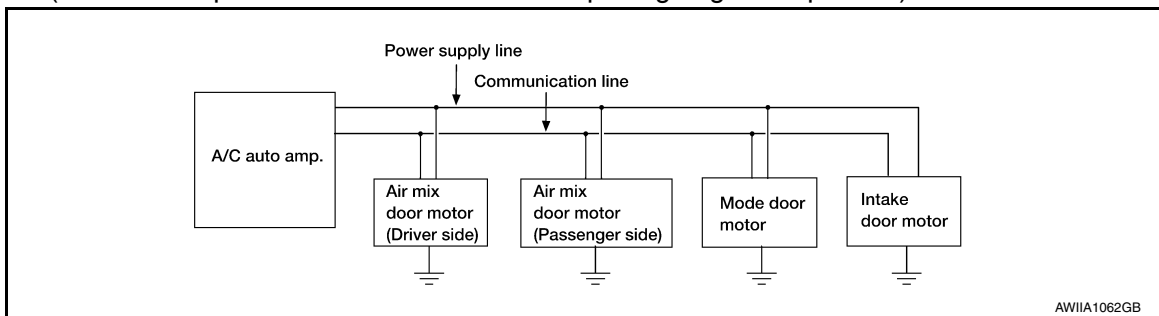 Power supply line
Communication line
A/C auto amp.
Air mix
door motor
(Driver side)
Air mix
door motor
(Passenger side)
Mode door
motor
Intake
door motor
AWIIA1062GB